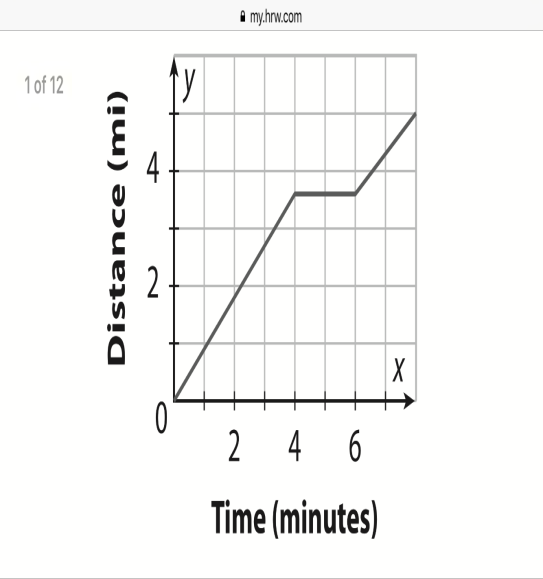 my.hrw.com
1 of 12
y
Distance (mi)
4
2
x
0
2 4 6
Time (minutes)